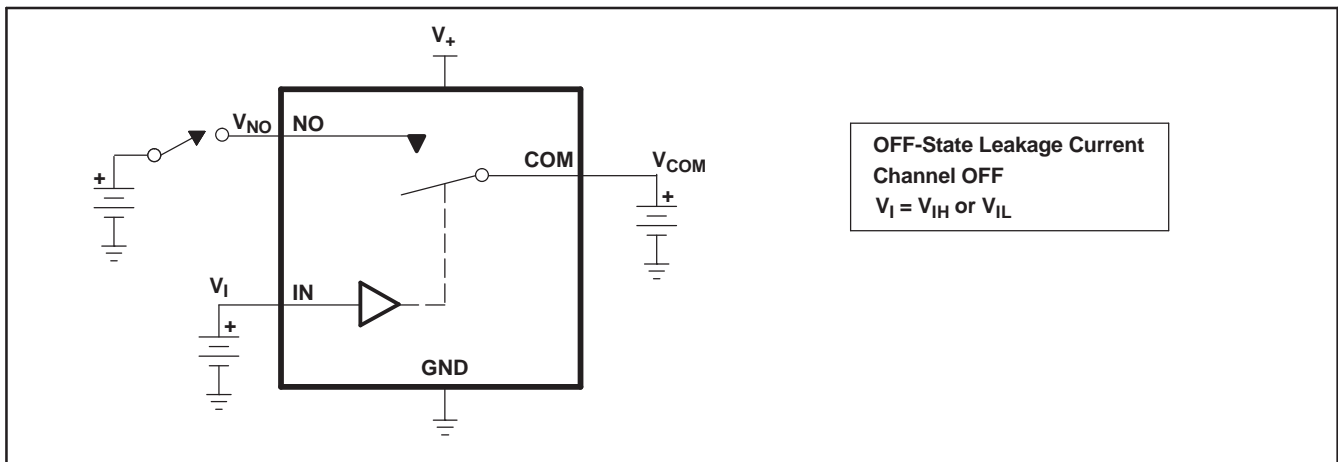 V+
VNO NO
COM VCOM
+
+
VI IN
+
GND
OFF-State Leakage Current
Channel OFF
VI = VIH or VIL